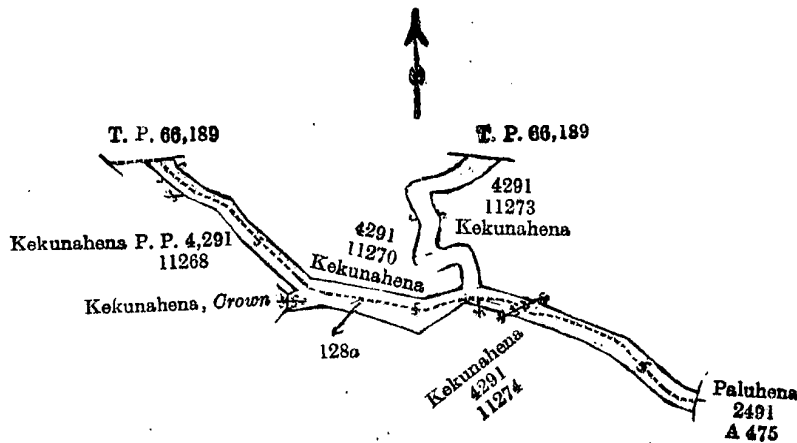 T. P. 66,189
T. P. 66,189
4291
11273
Kekunahena
4291
11270
Kekunahena
Kekunahens P. P. 4,291
11268
Kekunahena, Crown
128a
Kekunahena
4291
11274
Paluhena
2491
A 475